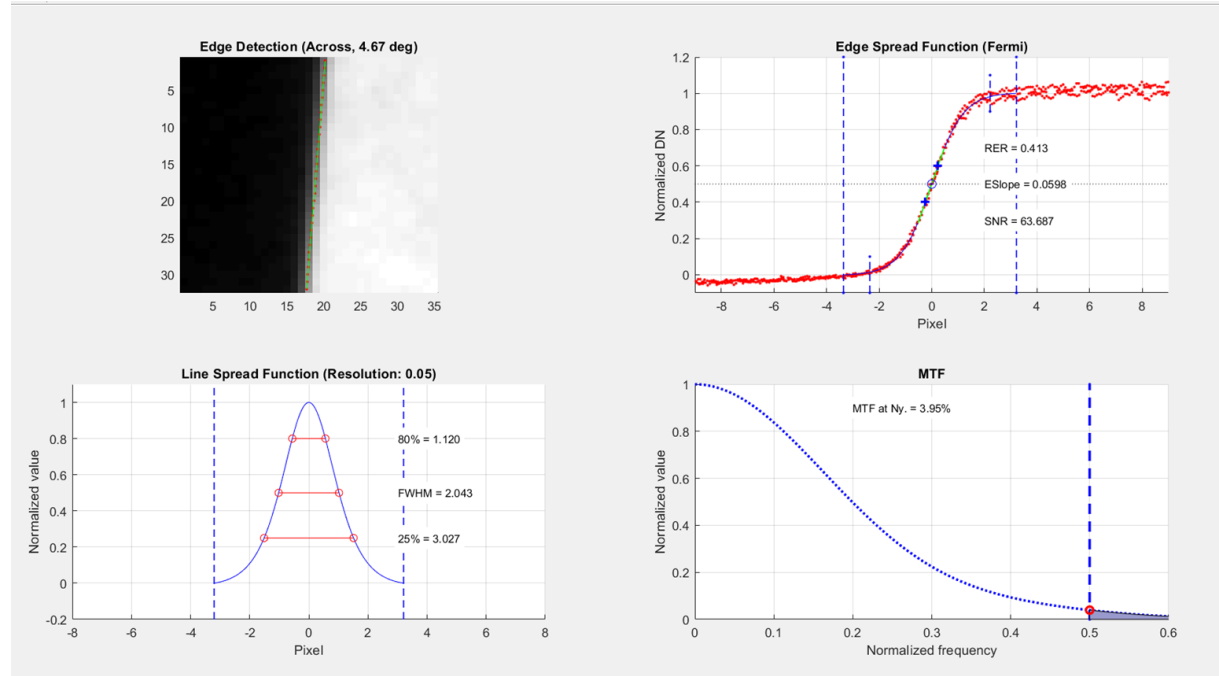 Edge Detection (Across, 4.67 deg)
5
10
15
20
25
30
5 10 15 20 25 30 35
Edge Spread Function (Fermi)
Normalized DN
1.2
1
0.8
0.6
0.4
0.2
0
RER = 0.413
ESlope = 0.0598
SNR = 63.687
-8 -6 -4 -2 0 2 4 6 8
Pixel
Line Spread Function (Resolution: 0.05)
Normalized value
1
0.8
0.6
0.4
0.2
0
-0.2
80% = 1.120
FWHM = 2.043
25% = 3.027
-8 -6 -4 -2 0 2 4 6 8
Pixel
MTF
Normalized value
1
0.8
0.6
0.4
0.2
0
MTF at Ny. = 3.95%
0 0.1 0.2 0.3 0.4 0.5 0.6
Normalized frequency